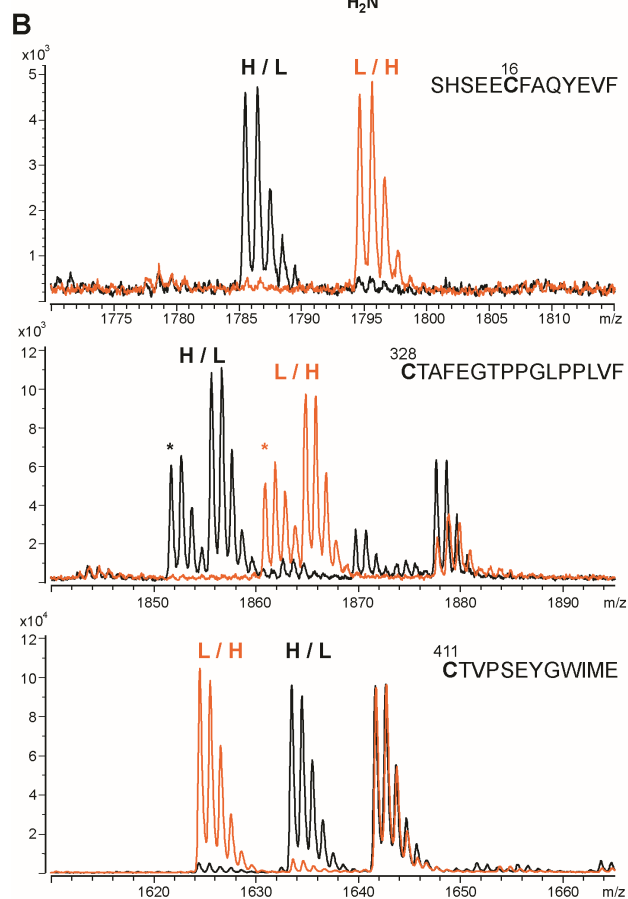 H₂N
B
x10³
H / L
L / H
16
SHSEECFAQYEVF
5
4
3
2
1
1775 1780 1785 1790 1795 1800 1805 1810 m/z
x10³
12
H / L
L / H
328
CTAFEGTPPGLPPLVF
10
8
* *
6
4
2
1850 1860 1870 1880 1890 m/z
x10⁴
12
L / H
H / L
411
CTVPSEYGWIME
10
8
6
4
2
1620 1630 1640 1650 1660 m/z